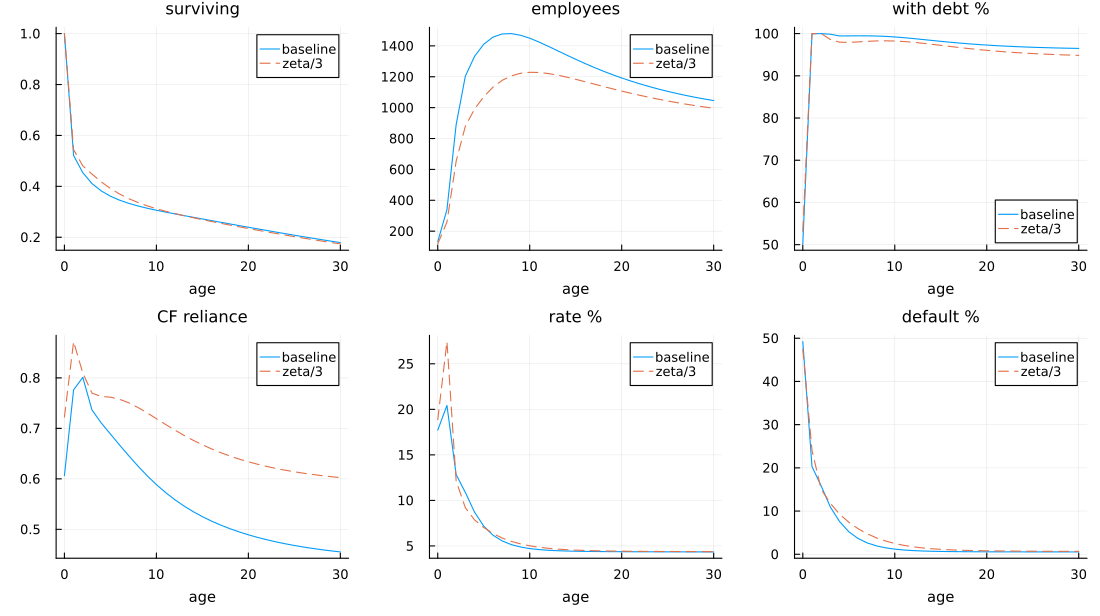 surviving
1.0
0.8
0.6
0.4
0.2
0
10
20
30
age
baseline
zeta/3
employees
1400
1200
1000
800
600
400
200
0
10
20
30
age
baseline
zeta/3
with debt %
100
90
80
70
60
50
0
10
20
30
age
baseline
zeta/3
CF reliance
0.8
0.7
0.6
0.5
0
10
20
30
age
baseline
zeta/3
rate %
25
20
15
10
5
0
10
20
30
age
baseline
zeta/3
default %
50
40
30
20
10
0
0
10
20
30
age
baseline
zeta/3